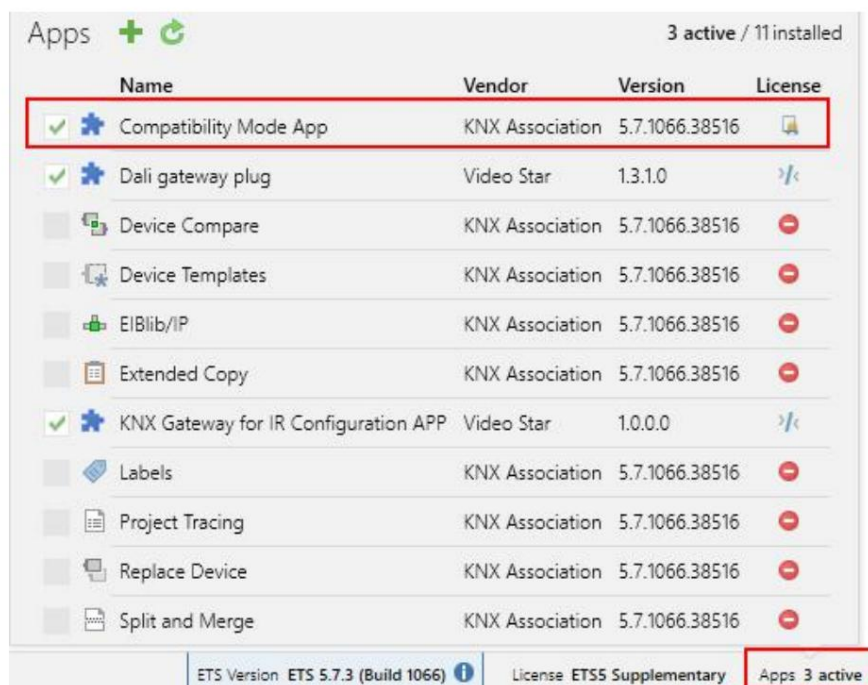 Apps 3 active / 11 installed
Name Vendor Version License
Compatibility Mode App KNX Association 5.7.1066.38516
Dali gateway plug Video Star 1.3.1.0
Device Compare KNX Association 5.7.1066.38516
Device Templates KNX Association 5.7.1066.38516
EIBlib/IP KNX Association 5.7.1066.38516
Extended Copy KNX Association 5.7.1066.38516
KNX Gateway for IR Configuration APP Video Star 1.0.0.0
Labels KNX Association 5.7.1066.38516
Project Tracing KNX Association 5.7.1066.38516
Replace Device KNX Association 5.7.1066.38516
Split and Merge KNX Association 5.7.1066.38516
ETS Version ETS 5.7.3 (Build 1066) License ETS5 Supplementary Apps 3 active